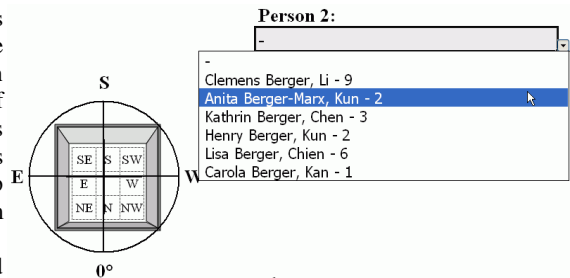 Person 2:
-
-
Clemens Berger, Li - 9
Anita Berger-Marx, Kun - 2
Kathrin Berger, Chen - 3
Henry Berger, Kun - 2
Lisa Berger, Chien - 6
Carola Berger, Kan - 1
S
SE S SW
E E W W
NE N NW
0°